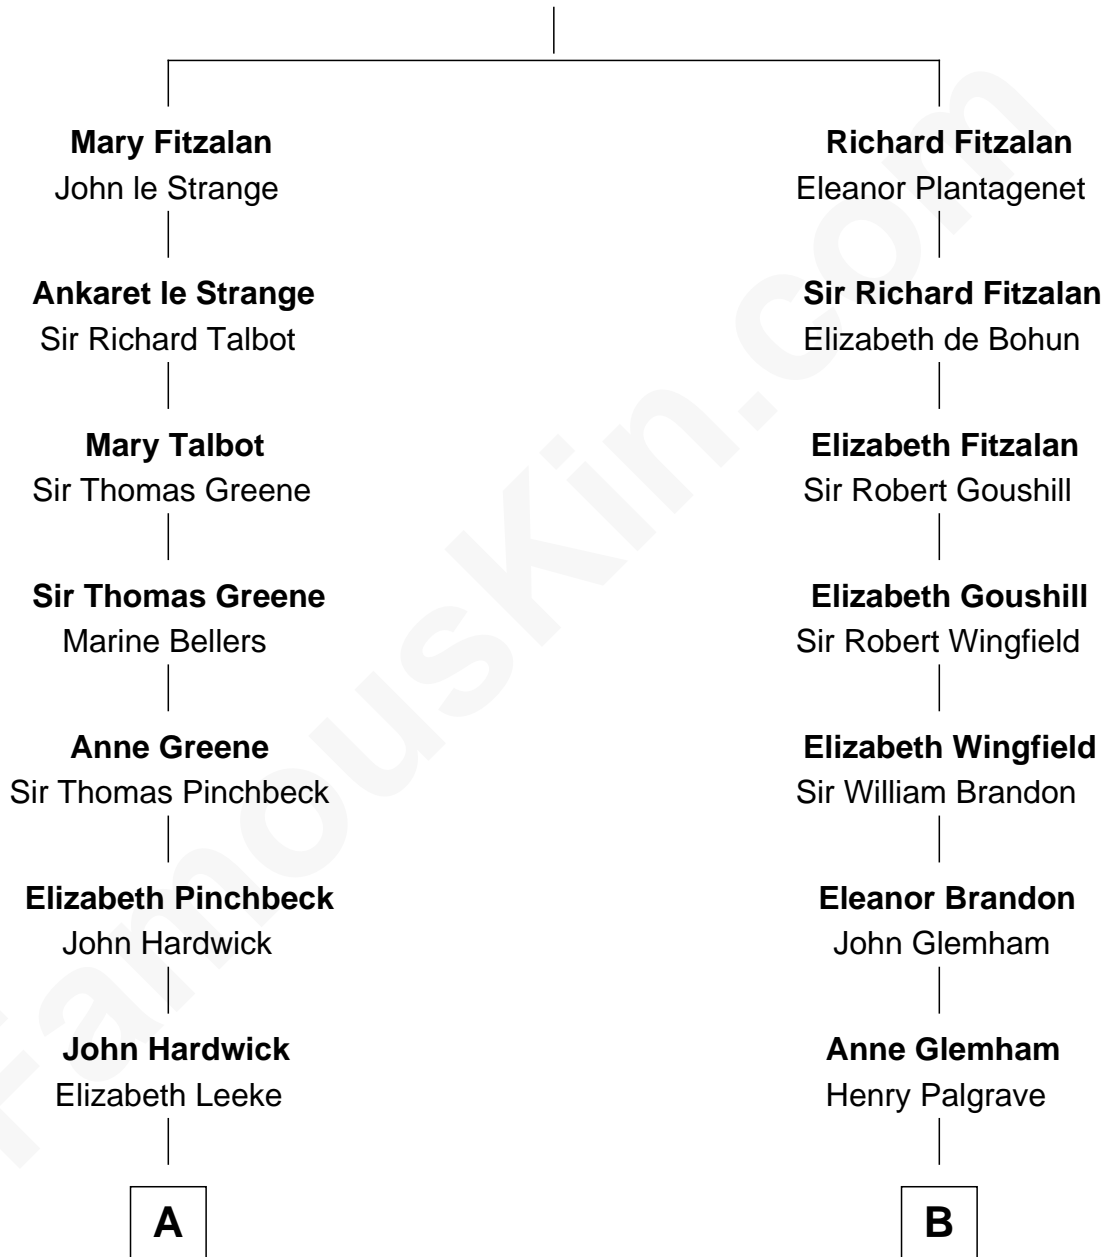 Mary Fitzalan
John le Strange
Richard Fitzalan
Eleanor Plantagenet
Ankaret le Strange
Sir Richard Talbot
Sir Richard Fitzalan
Elizabeth de Bohun
Mary Talbot
Sir Thomas Greene
Elizabeth Fitzalan
Sir Robert Goushill
Sir Thomas Greene
Marine Bellers
Elizabeth Goushill
Sir Robert Wingfield
Anne Greene
Sir Thomas Pinchbeck
Elizabeth Wingfield
Sir William Brandon
Elizabeth Pinchbeck
John Hardwick
Eleanor Brandon
John Glemham
John Hardwick
Elizabeth Leeke
Anne Glemham
Henry Palgrave
A
B
FamousKin.com